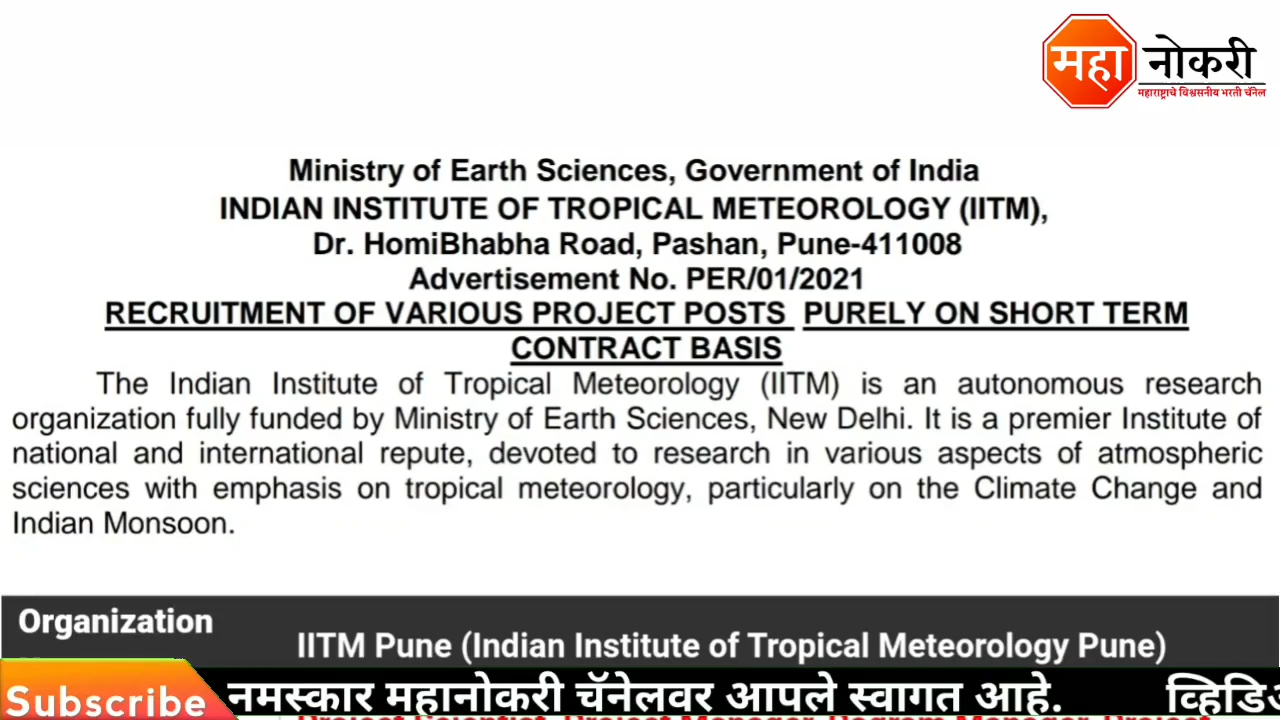 महा नोकरी
महाराष्ट्राचे विश्वसनीय भरती चॅनेल
Ministry of Earth Sciences, Government of India
INDIAN INSTITUTE OF TROPICAL METEOROLOGY (IITM),
Dr. HomiBhabha Road, Pashan, Pune-411008
Advertisement No. PER/01/2021
RECRUITMENT OF VARIOUS PROJECT POSTS PURELY ON SHORT TERM
CONTRACT BASIS
The Indian Institute of Tropical Meteorology (IITM) is an autonomous research
organization fully funded by Ministry of Earth Sciences, New Delhi. It is a premier Institute of
national and international repute, devoted to research in various aspects of atmospheric
sciences with emphasis on tropical meteorology, particularly on the Climate Change and
Indian Monsoon.
Organization
IITM Pune (Indian Institute of Tropical Meteorology Pune)
Subscribe नमस्कार महानोकरी चॅनेलवर आपले स्वागत आहे.